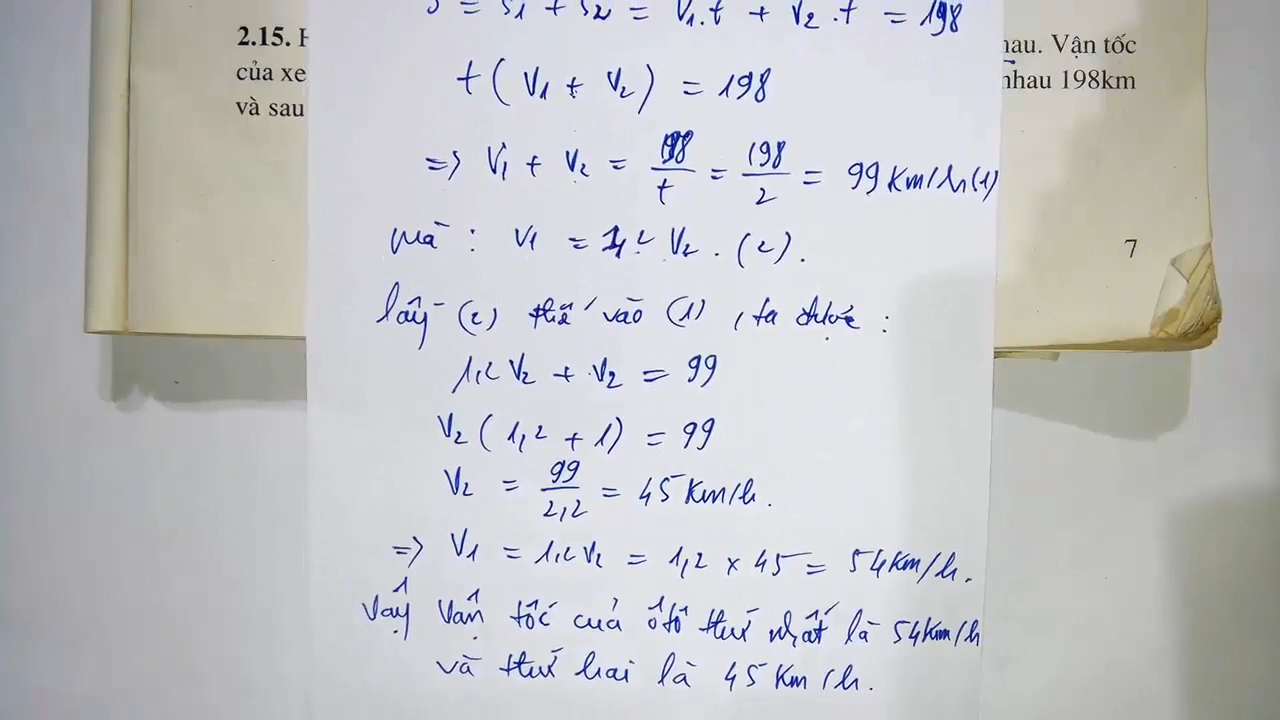 S = S1 + S2 = V1.t + V2.t = 198
2.15. H
hau. Vận tốc
của xe
nhau 198km
và sau
t(V1 + V2) = 198
=> V1 + V2 = 198/t = 198/2 = 99 Km/h (1)
7
mà : V1 = 1,2 V2 . (2).
lấy (2) thế vào (1) , ta được :
1,2 V2 + V2 = 99
V2 ( 1,2 + 1) = 99
V2 = 99/2,2 = 45 Km/h.
=> V1 = 1,2 V2 = 1,2 x 45 = 54 Km/h.
Vậy Vận tốc của ôtô thứ nhất là 54 Km/h
và thứ hai là 45 Km/h.